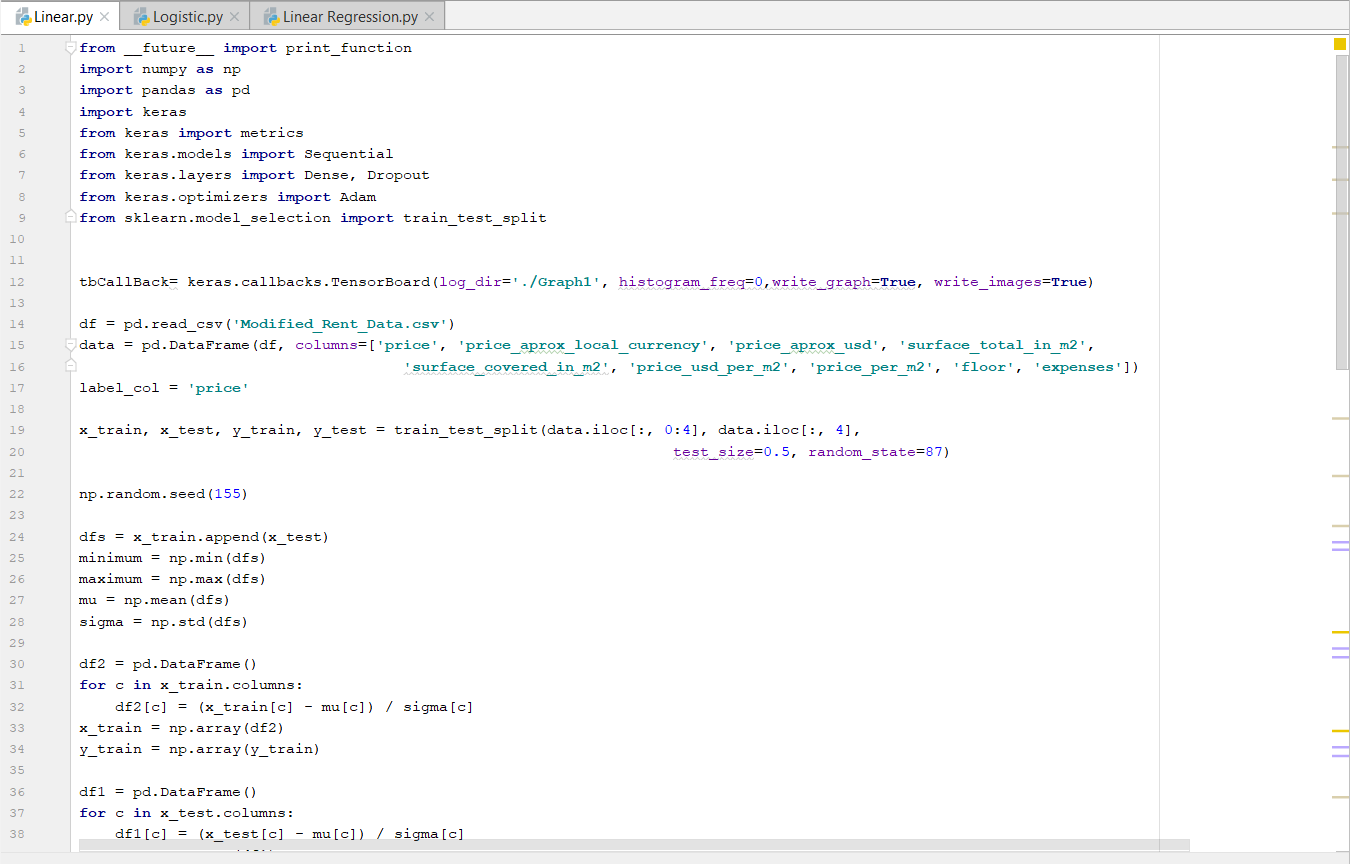 Linear.py Logistic.py Linear Regression.py
1 from __future__ import print_function
2 import numpy as np
3 import pandas as pd
4 import keras
5 from keras import metrics
6 from keras.models import Sequential
7 from keras.layers import Dense, Dropout
8 from keras.optimizers import Adam
9 from sklearn.model_selection import train_test_split
10
11
12 tbCallBack= keras.callbacks.TensorBoard(log_dir='./Graph1', histogram_freq=0,write_graph=True, write_images=True)
13
14 df = pd.read_csv('Modified_Rent_Data.csv')
15 data = pd.DataFrame(df, columns=['price', 'price_aprox_local_currency', 'price_aprox_usd', 'surface_total_in_m2',
16 'surface_covered_in_m2', 'price_usd_per_m2', 'price_per_m2', 'floor', 'expenses'])
17 label_col = 'price'
18
19 x_train, x_test, y_train, y_test = train_test_split(data.iloc[:, 0:4], data.iloc[:, 4],
20 test_size=0.5, random_state=87)
21
22 np.random.seed(155)
23
24 dfs = x_train.append(x_test)
25 minimum = np.min(dfs)
26 maximum = np.max(dfs)
27 mu = np.mean(dfs)
28 sigma = np.std(dfs)
29
30 df2 = pd.DataFrame()
31 for c in x_train.columns:
32 df2[c] = (x_train[c] - mu[c]) / sigma[c]
33 x_train = np.array(df2)
34 y_train = np.array(y_train)
35
36 df1 = pd.DataFrame()
37 for c in x_test.columns:
38 df1[c] = (x_test[c] - mu[c]) / sigma[c]